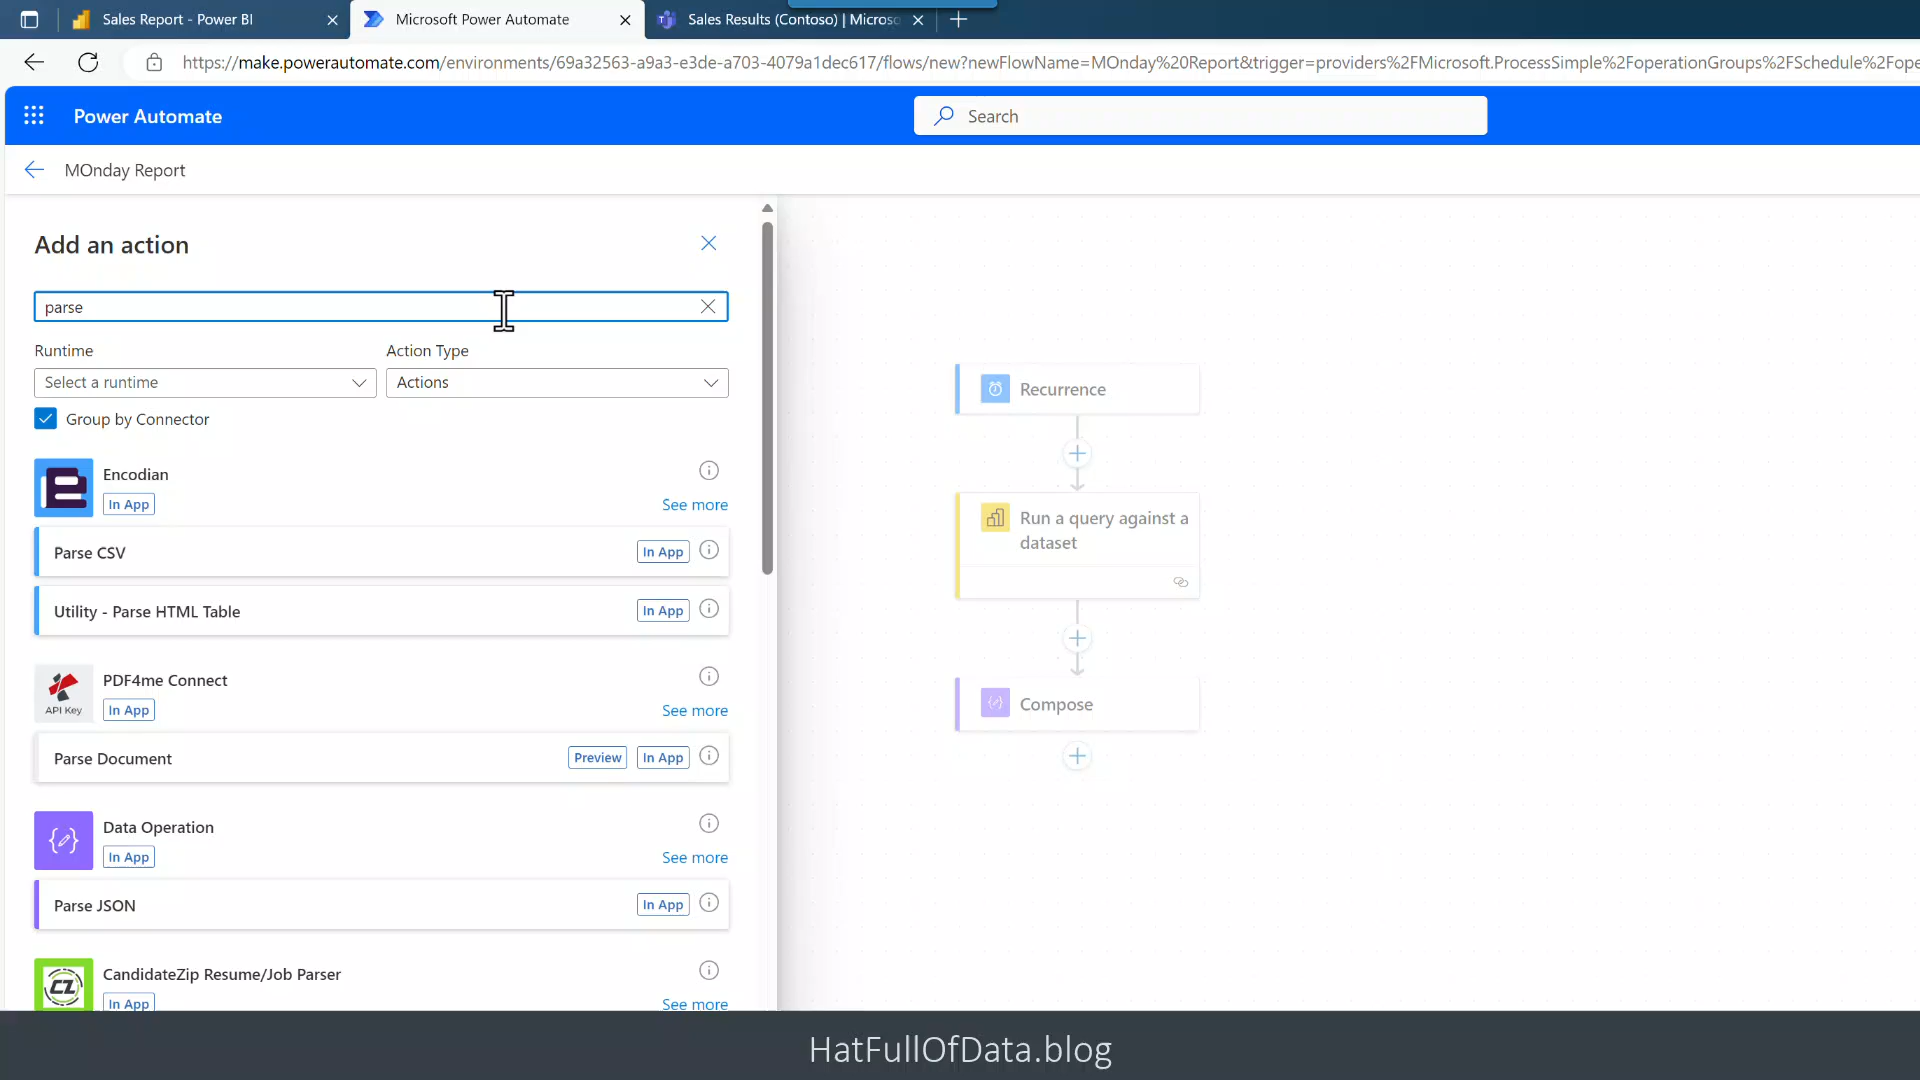 Sales Report - Power BI
Microsoft Power Automate
Sales Results (Contoso) | Micros
https://make.powerautomate.com/environments/69a32563-a9a3-e3de-a703-4079a1dec617/flows/new?newFlowName=MOnday%20Report&trigger=providers%2FMicrosoft.ProcessSimple%2FoperationGroups%2FSchedule%2Fope
Power Automate
Search
MOnday Report
Add an action
parse
Runtime
Action Type
Select a runtime
Actions
Group by Connector
Encodian
In App
See more
Parse CSV
In App
Utility - Parse HTML Table
In App
PDF4me Connect
API Key
In App
See more
Parse Document
Preview
In App
Data Operation
In App
See more
Parse JSON
In App
CandidateZip Resume/Job Parser
CZ
In App
See more
Recurrence
Run a query against a
dataset
Compose
HatFullOfData.blog